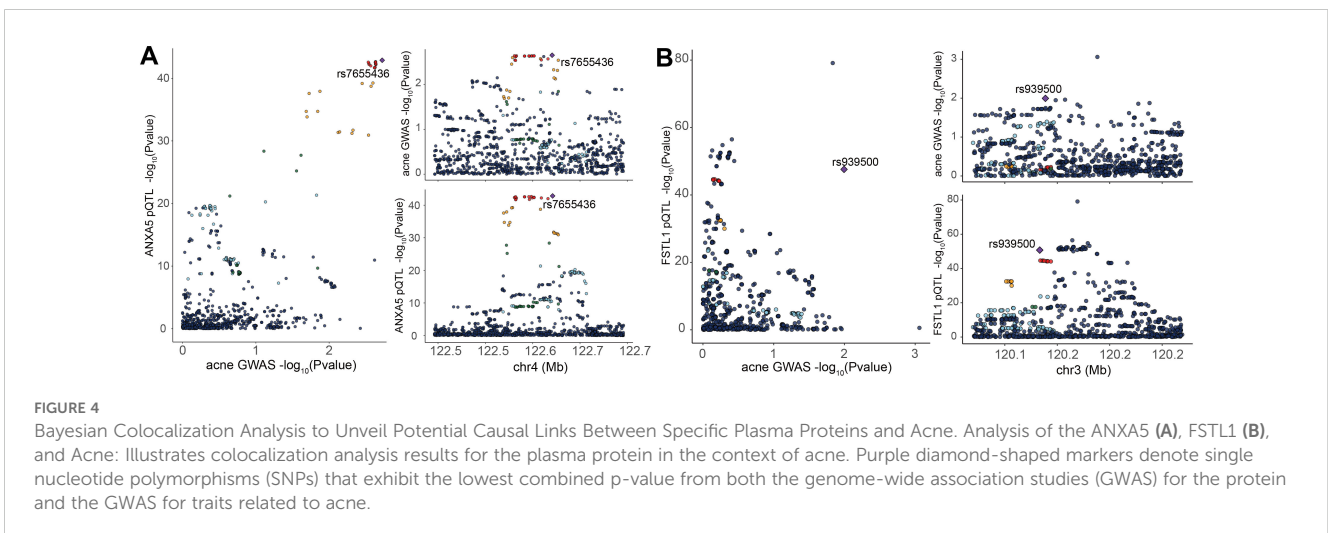 A
ANXA5 pQTL -log10(Pvalue)
40
30
20
10
0
rs7655436
0 1 2
acne GWAS -log10(Pvalue)
acne GWAS -log10(Pvalue)
2
1
0
rs7655436
ANXA5 pQTL -log10(Pvalue)
40
30
20
10
0
rs7655436
122.5 122.5 122.6 122.7 122.7
chr4 (Mb)
B
FSTL1 pQTL -log10(Pvalue)
80
60
40
20
0
rs939500
0 1 2 3
acne GWAS -log10(Pvalue)
acne GWAS -log10(Pvalue)
3
2
1
0
rs939500
FSTL1 pQTL -log10(Pvalue)
80
60
40
20
0
rs939500
120.1 120.2 120.2 120.2
chr3 (Mb)
FIGURE 4
Bayesian Colocalization Analysis to Unveil Potential Causal Links Between Specific Plasma Proteins and Acne. Analysis of the ANXA5 (A), FSTL1 (B),
and Acne: Illustrates colocalization analysis results for the plasma protein in the context of acne. Purple diamond-shaped markers denote single
nucleotide polymorphisms (SNPs) that exhibit the lowest combined p-value from both the genome-wide association studies (GWAS) for the protein
and the GWAS for traits related to acne.